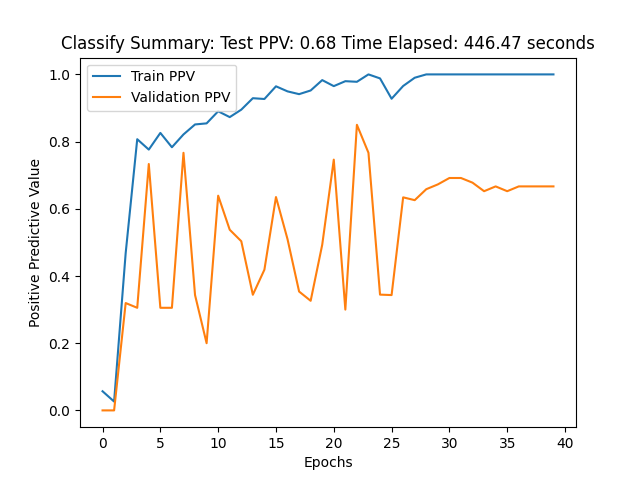 Classify Summary: Test PPV: 0.68 Time Elapsed: 446.47 seconds
Train PPV
Validation PPV
1.0
0.8
0.6
0.4
0.2
0.0
Positive Predictive Value
0 5 10 15 20 25 30 35 40
Epochs